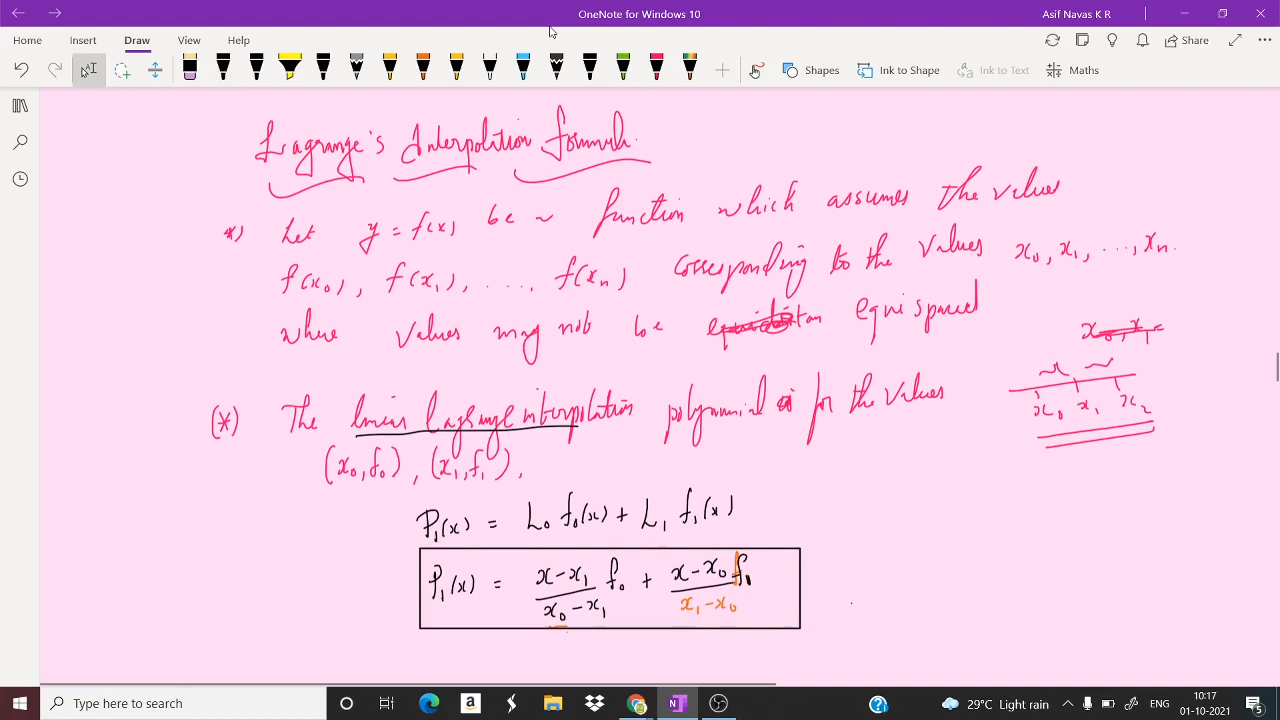 OneNote for Windows 10
Asif Navas K R
Home Insert Draw View Help
Share
Shapes Ink to Shape Ink to Text Maths
Lagrange's Interpolition formula.
*) Let y = f(x) be a function which assumes the values
f(x₀), f(x₁), ...., f(xₙ) corresponding to the values x₀, x₁, ..., xₙ.
where values may not be equispaced
x₀, x₁ =
x₀ x₁ x₂
(*) The linear Lagrange interpolation polynomial for the values
(x₀, f₀), (x₁, f₁),
P₁(x) = L₀ f₀(x) + L₁ f₁(x)
P₁(x) = x-x₁ / x₀-x₁ f₀ + x-x₀ / x₁-x₀ f₁
Type here to search
29°C Light rain
10:17
01-10-2021